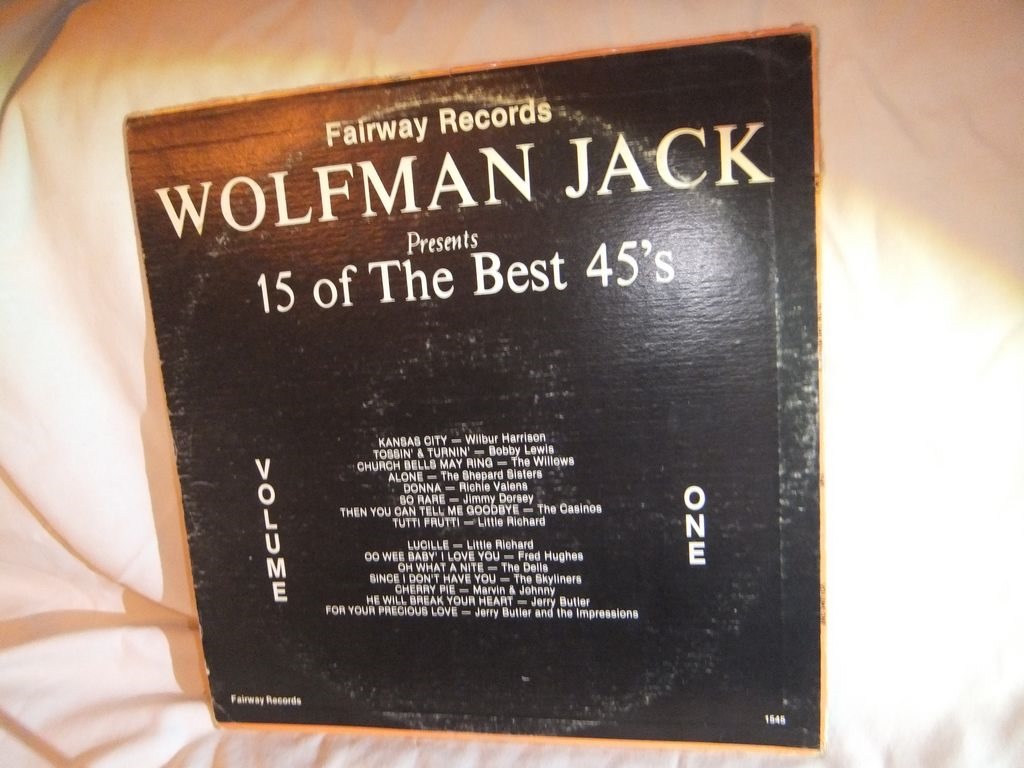 Fairway Records
WOLFMAN JACK
Presents
15 of The Best 45's
KANSAS CITY — Wilbur Harrison
TOSSIN' & TURNIN' — Bobby Lewis
CHURCH BELLS MAY RING — The Willows
ALONE — The Shepard Sisters
DONNA — Richie Valens
SO RARE — Jimmy Dorsey
THEN YOU CAN TELL ME GOODBYE — The Casinos
TUTTI FRUTTI — Little Richard
LUCILLE — Little Richard
OO WEE BABY' I LOVE YOU — Fred Hughes
OH WHAT A NITE — The Dells
SINCE I DON'T HAVE YOU — The Skyliners
CHERRY PIE — Marvin & Johnny
HE WILL BREAK YOUR HEART — Jerry Butler
FOR YOUR PRECIOUS LOVE — Jerry Butler and the Impressions
VOLUME
ONE
Fairway Records
1545